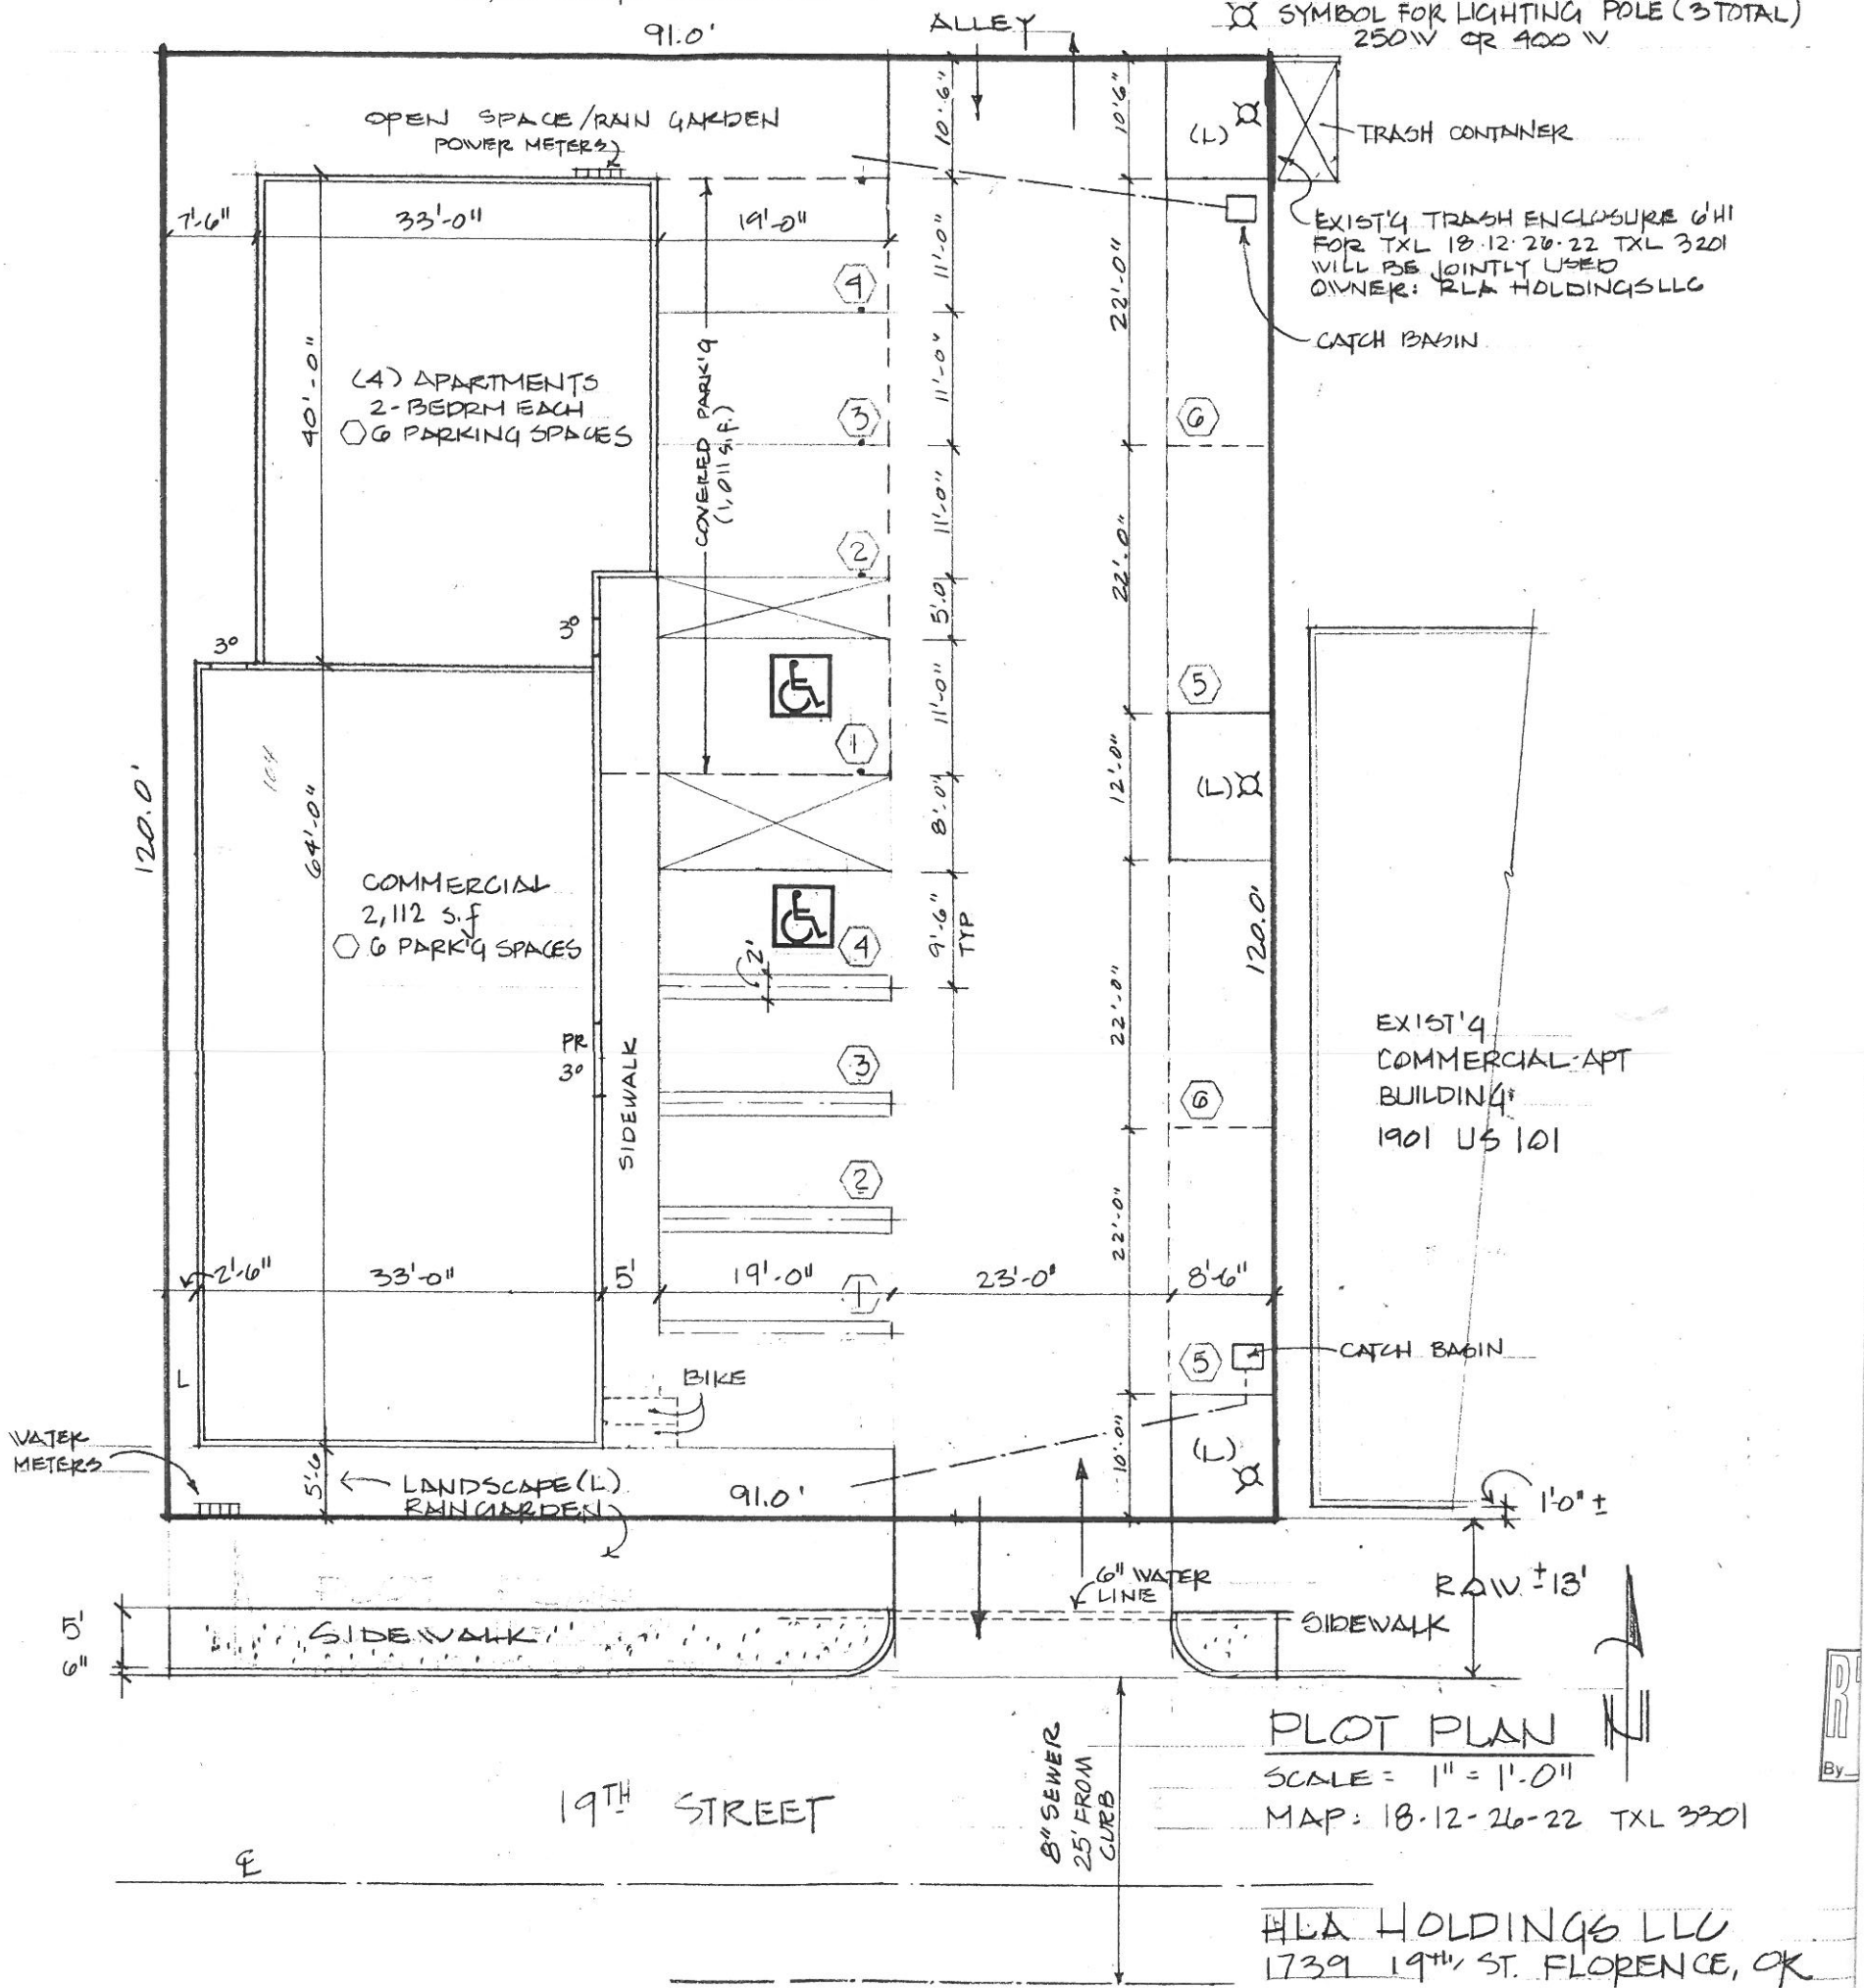 91.0'
ALLEY
SYMBOL FOR LIGHTING POLE (3 TOTAL)
250W OR 400 W
OPEN SPACE/RAIN GARDEN
POWER METERS
10'6"
10'6"
(L)
TRASH CONTAINER
7'-6"
33'-0"
19'-0"
11'-0"
22'-0"
EXIST'G TRASH ENCLOSURE 6'HI
FOR TXL 18.12.26.22 TXL 3201
WILL BE JOINTLY USED
OWNER: RLA HOLDINGS LLC
4
CATCH BASIN
40'-0"
(4) APARTMENTS
2-BEDRM EACH
6 PARKING SPACES
COVERED PARK'G
(1,011 S.F.)
11'-0"
3
6
11'-0"
2
22'-0"
3°
3°
5'.0
11'-0"
5
1
120.0'
104
64'-0"
8'-0"
12'-0"
(L)
COMMERCIAL
2,112 S.f
6 PARK'G SPACES
9'-6"
TYP
120.0'
2'
4
22'-0"
EXIST'G
COMMERCIAL-APT
BUILDING
1901 US 101
PR
3°
SIDEWALK
3
6
2
22'-0"
2'-6"
33'-0"
5'
19'-0"
1
23'-0"
8'-6"
5
CATCH BASIN
L
BIKE
WATER
METERS
5'-6
LANDSCAPE (L)
RAIN GARDEN
91.0'
10'-0"
(L)
1'0" ±
6" WATER
LINE
ROW ±13'
5'
6"
SIDEWALK
SIDEWALK
8" SEWER
25' FROM
CURB
PLOT PLAN
N
SCALE = 1" = 1'-0"
MAP: 18-12-26-22 TXL 3301
R
By
19TH STREET
℄
HLA HOLDINGS LLC
1739 19TH ST. FLORENCE, OR